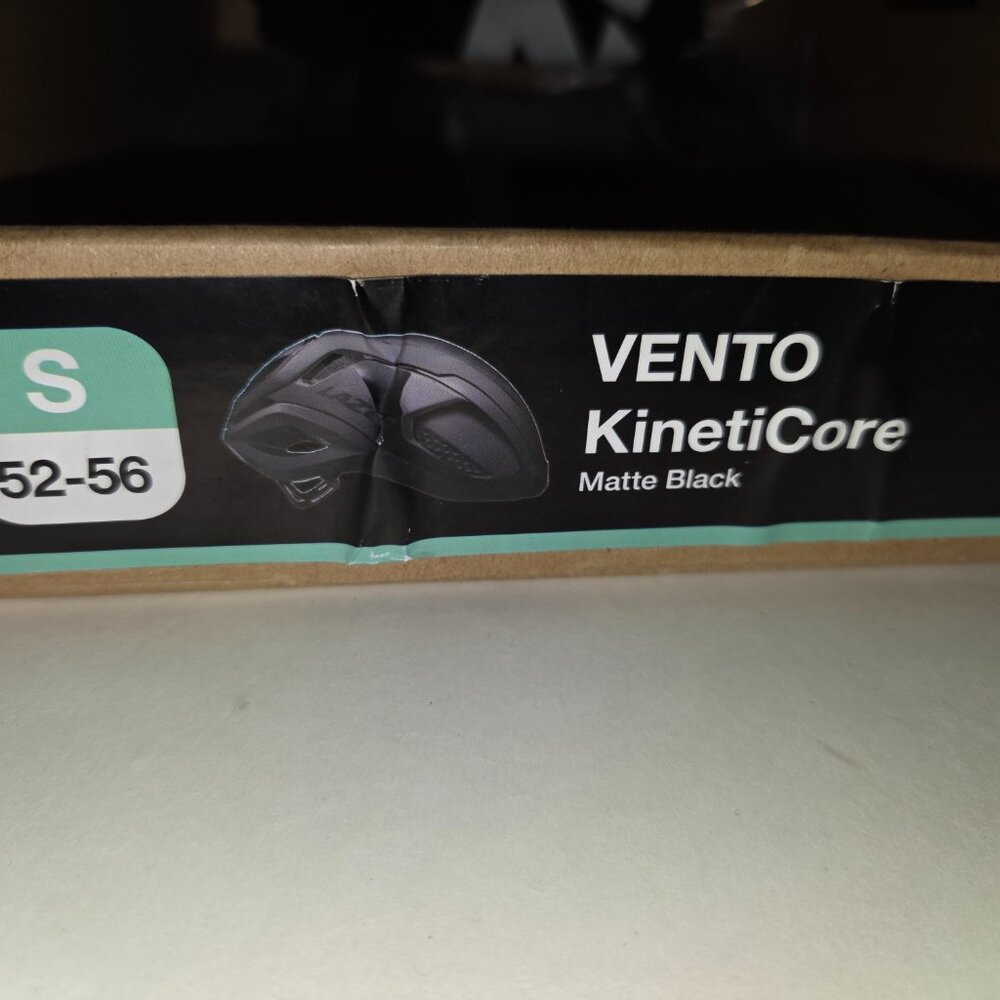 S
52-56
VENTO
KinetiCore
Matte Black